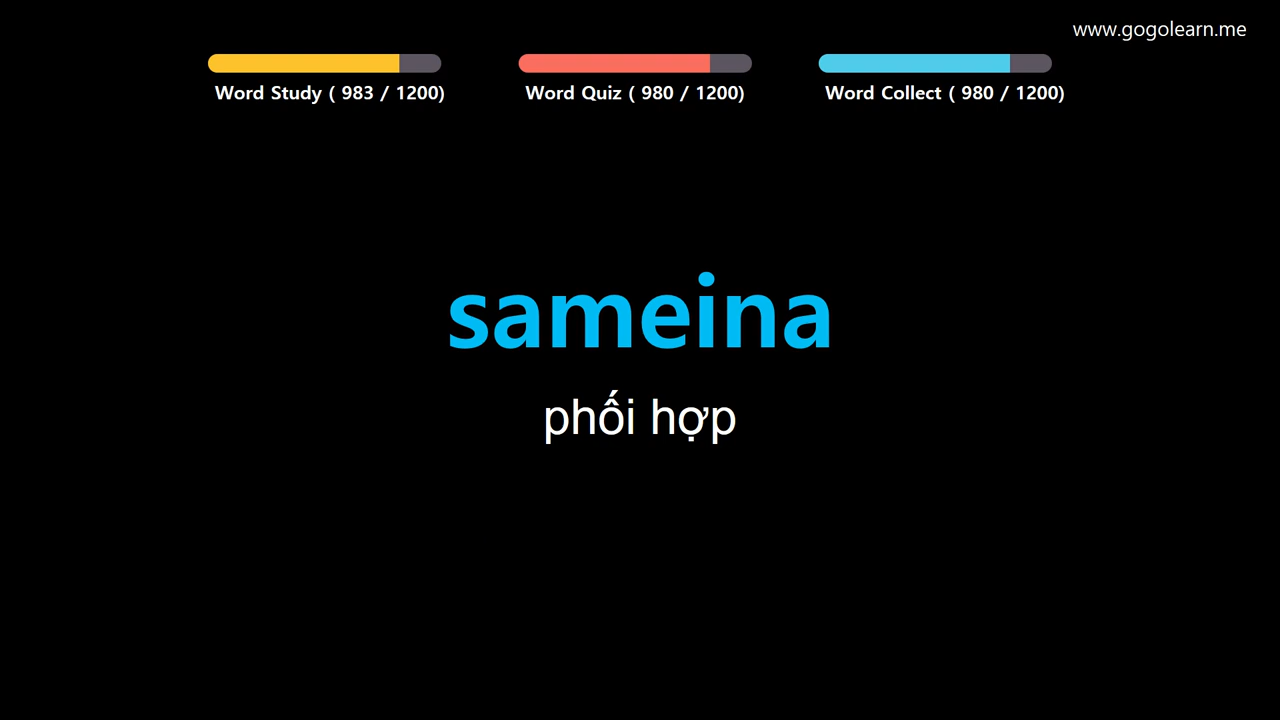 www.gogolearn.me
Word Study ( 983 / 1200)
Word Quiz ( 980 / 1200)
Word Collect ( 980 / 1200)
sameina
phối hợp